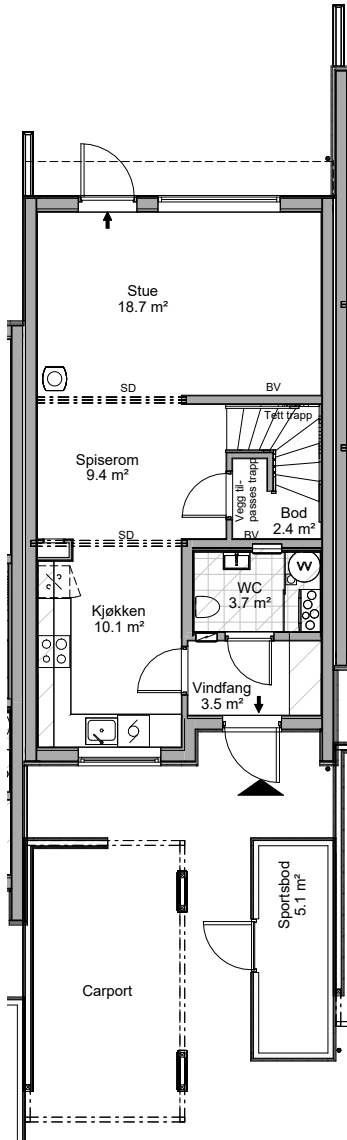 Stue
18.7 m²
SD
BV
Tett trapp
Spiserom
9.4 m²
Vegg til-
passes trapp
Bod
2.4 m²
SD
BV
WC
3.7 m²
VV
Kjøkken
10.1 m²
Vindfang
3.5 m²
Sportsbod
5.1 m²
Carport